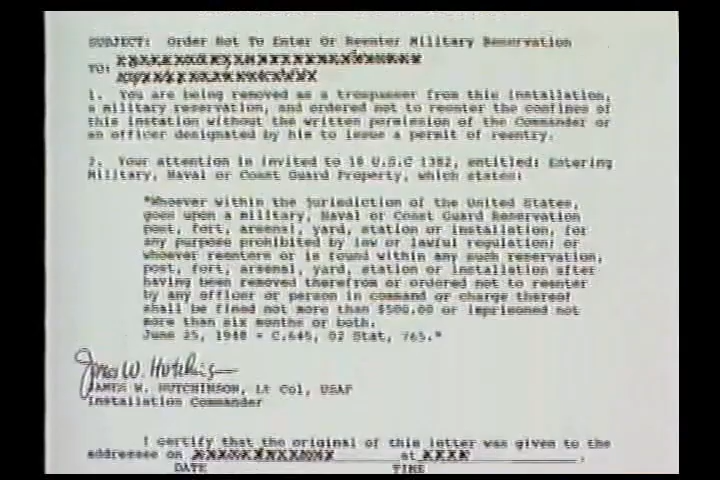 SUBJECT: Order Not To Enter Or Reenter Military Reservation
TO:
1. You are being removed as a trespasser from this installation,
a military reservation, and ordered not to reenter the confines of
this instation without the written permission of the Commander or
an officer designated by him to issue a permit of reentry.
2. Your attention is invited to 18 U.S.C 1382, entitled: Entering
Military, Naval or Coast Guard Property, which states:
"Whoever within the jurisdiction of the United States,
goes upon a military, Naval or Coast Guard Reservation
post, fort, arsenal, yard, station or installation, for
any purpose prohibited by law or lawful regulation; or
whoever reenters or is found within any such reservation,
post, fort, arsenal, yard, station or installation after
having been removed therefrom or ordered not to reenter
by any officer or person in command or charge thereof
shall be fined not more than $500.00 or imprisoned not
more than six months or both.
June 25, 1948 - C.645, 62 Stat, 765."
James W. Hutchinson
JAMES W. HUTCHINSON, Lt Col, USAF
Installation Commander
I certify that the original of this letter was given to the
addressee on at
DATE TIME